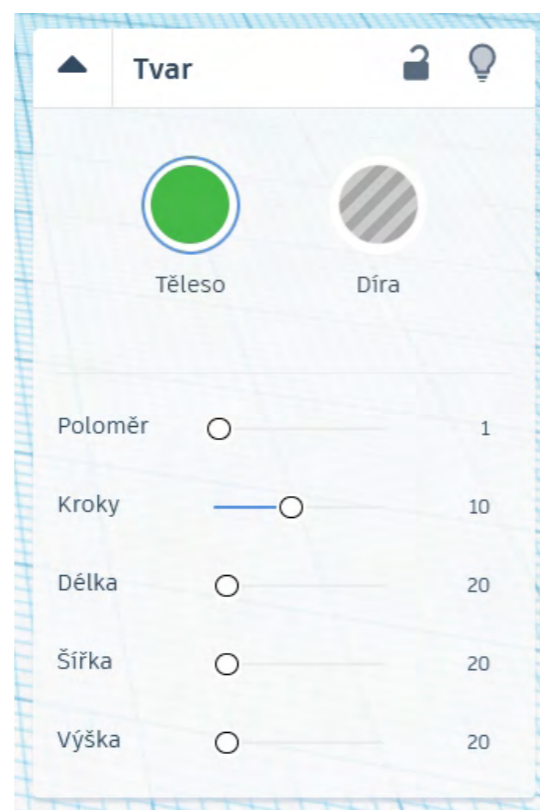 Tvar
Těleso Díra
Poloměr 1
Kroky 10
Délka 20
Šířka 20
Výška 20